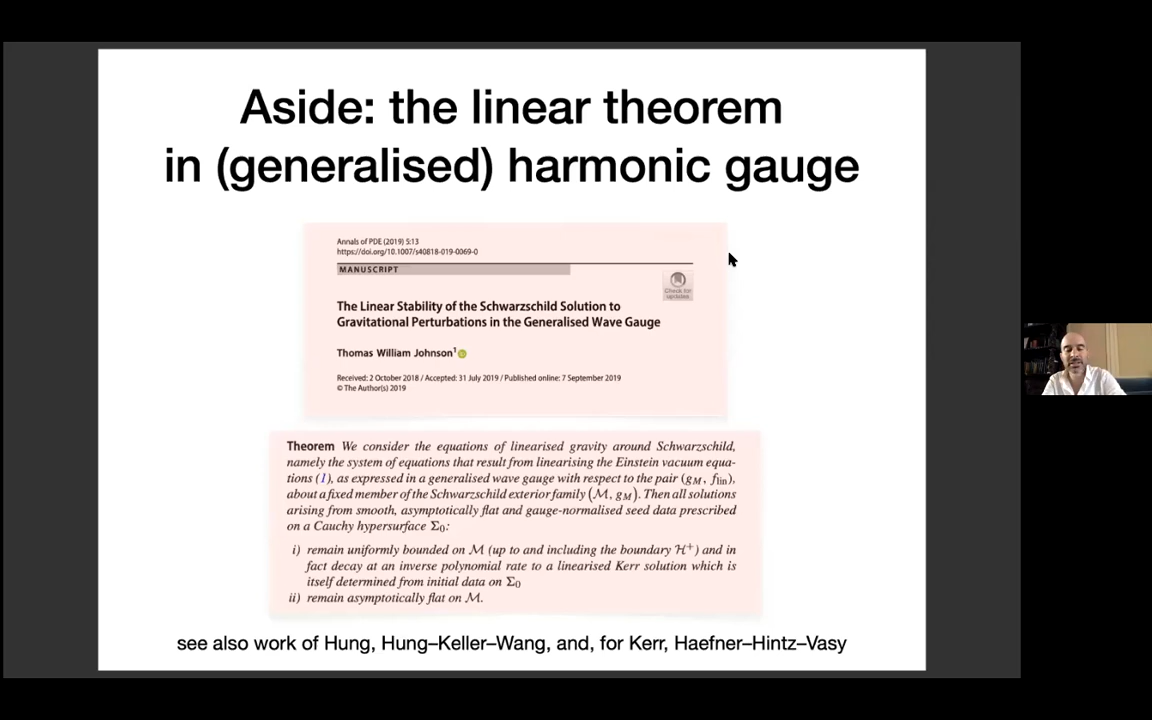 Aside: the linear theorem
in (generalised) harmonic gauge
Annals of PDE (2019) 5:13
https://doi.org/10.1007/s40818-019-0069-0
MANUSCRIPT
Check for
updates
The Linear Stability of the Schwarzschild Solution to
Gravitational Perturbations in the Generalised Wave Gauge
Thomas William Johnson¹
Received: 2 October 2018 / Accepted: 31 July 2019 / Published online: 7 September 2019
© The Author(s) 2019
Theorem We consider the equations of linearised gravity around Schwarzschild,
namely the system of equations that result from linearising the Einstein vacuum equa-
tions (1), as expressed in a generalised wave gauge with respect to the pair (g_M, f_lin),
about a fixed member of the Schwarzschild exterior family (M, g_M). Then all solutions
arising from smooth, asymptotically flat and gauge-normalised seed data prescribed
on a Cauchy hypersurface Σ₀:
i) remain uniformly bounded on M (up to and including the boundary H⁺) and in
fact decay at an inverse polynomial rate to a linearised Kerr solution which is
itself determined from initial data on Σ₀
ii) remain asymptotically flat on M.
see also work of Hung, Hung–Keller–Wang, and, for Kerr, Haefner–Hintz–Vasy